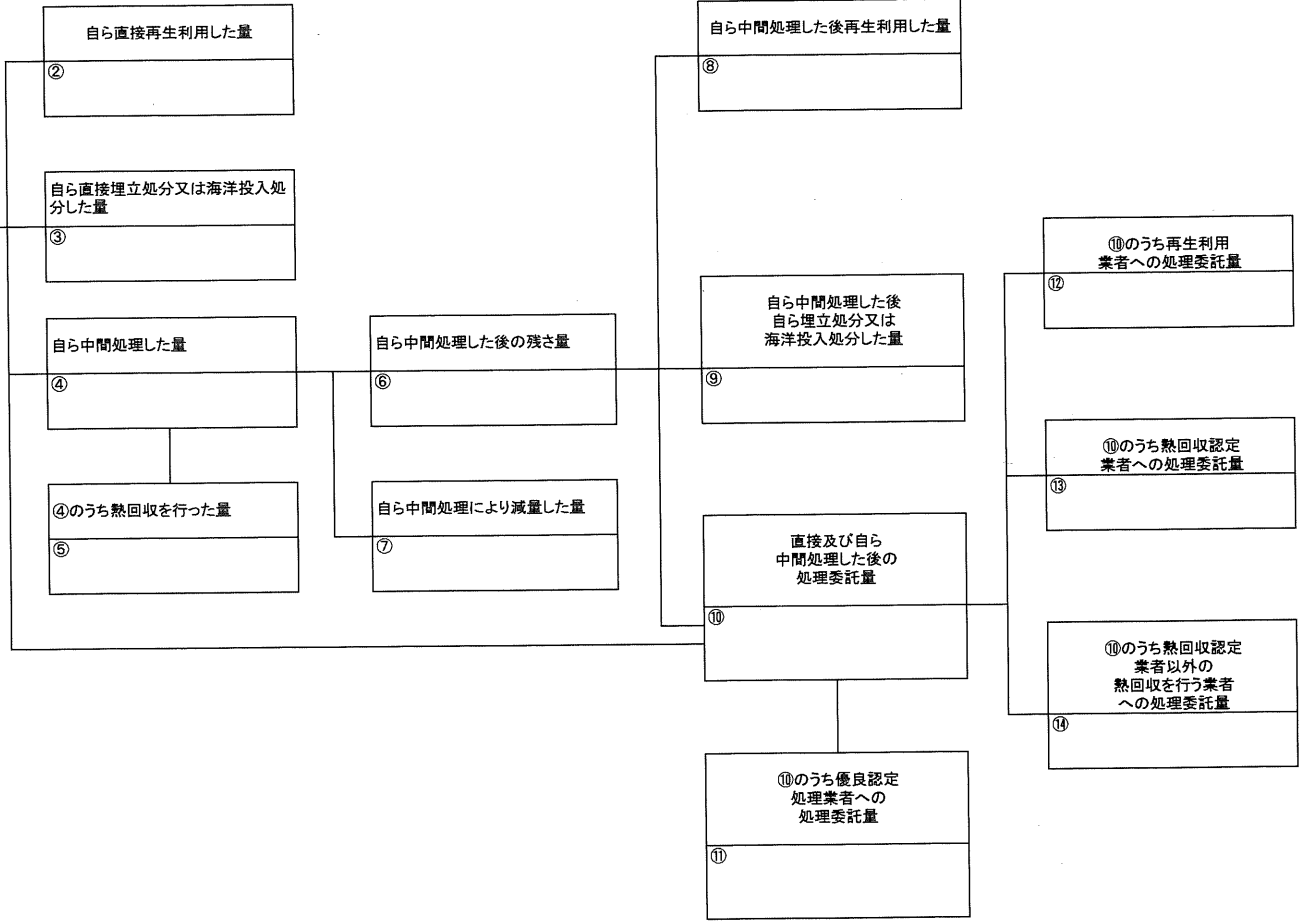 自ら直接再生利用した量
②
自ら直接埋立処分又は海洋投入処
分した量
③
自ら中間処理した量
④
④のうち熱回収を行った量
⑤
自ら中間処理した後の残さ量
⑥
自ら中間処理により減量した量
⑦
自ら中間処理した後再生利用した量
⑧
自ら中間処理した後
自ら埋立処分又は
海洋投入処分した量
⑨
直接及び自ら
中間処理した後の
処理委託量
⑩
⑩のうち優良認定
処理業者への
処理委託量
⑪
⑩のうち再生利用
業者への処理委託量
⑫
⑩のうち熱回収認定
業者への処理委託量
⑬
⑩のうち熱回収認定
業者以外の
熱回収を行う業者
への処理委託量
⑭